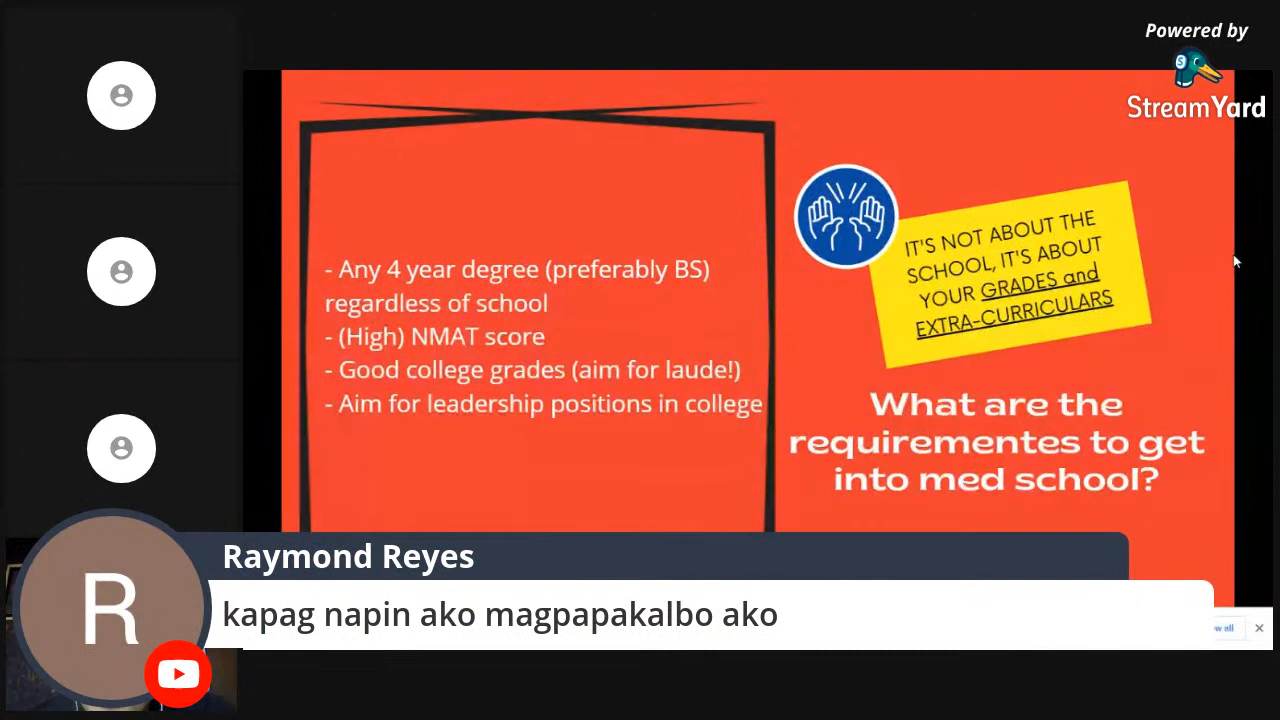 Powered by
StreamYard
- Any 4 year degree (preferably BS)
regardless of school
- (High) NMAT score
- Good college grades (aim for laude!)
- Aim for leadership positions in college
S
IT'S NOT ABOUT THE
SCHOOL, IT'S ABOUT
YOUR GRADES and
EXTRA-CURRICULARS
What are the
requirementes to get
into med school?
R
Raymond Reyes
kapag napin ako magpapakalbo ako